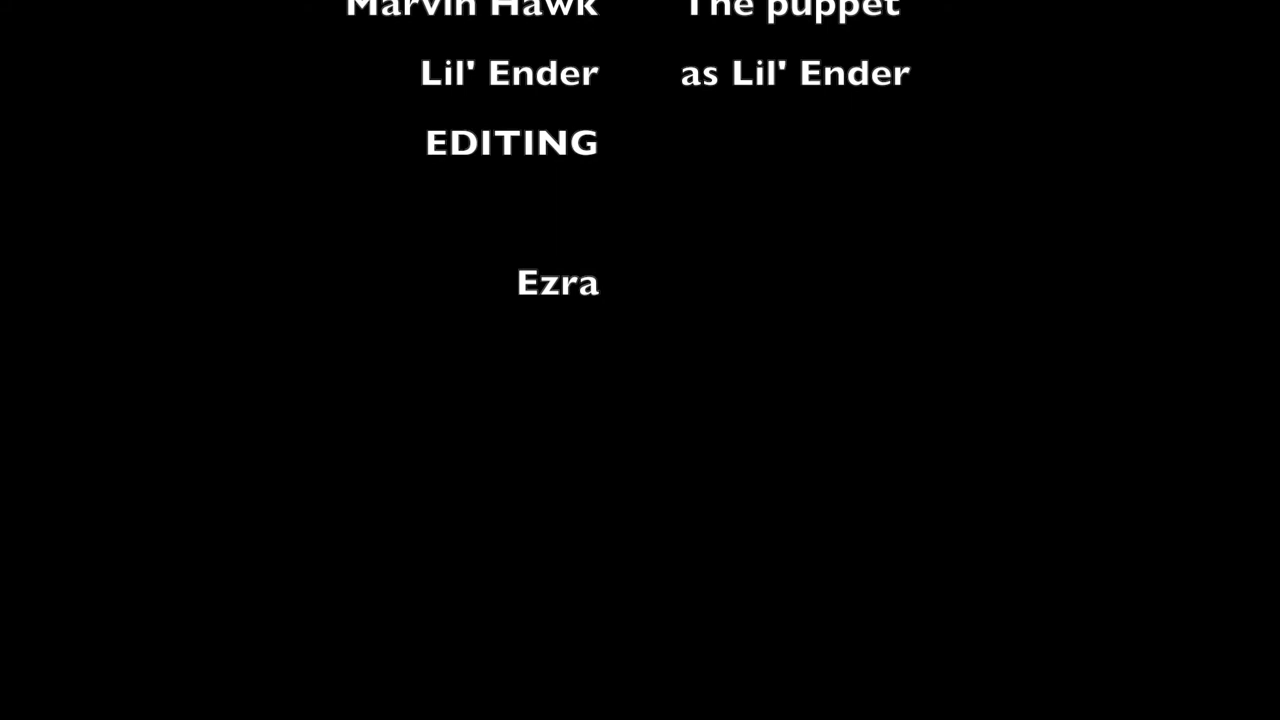 Marvin Hawk The puppet
Lil' Ender as Lil' Ender
EDITING
Ezra